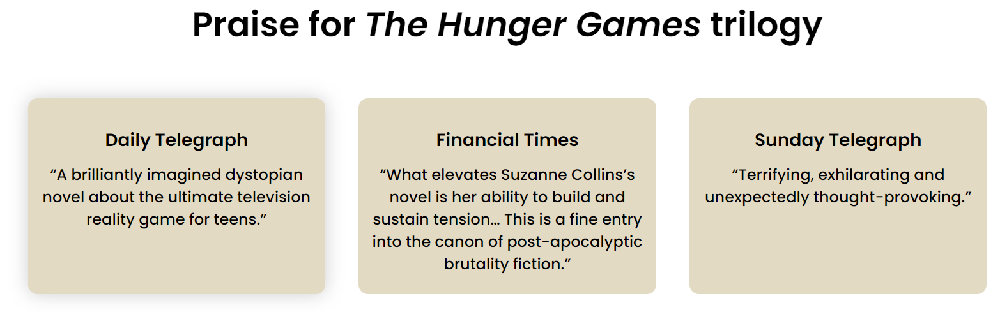 Praise for The Hunger Games trilogy
Daily Telegraph
“A brilliantly imagined dystopian
novel about the ultimate television
reality game for teens.”
Financial Times
“What elevates Suzanne Collins’s
novel is her ability to build and
sustain tension... This is a fine entry
into the canon of post-apocalyptic
brutality fiction.”
Sunday Telegraph
“Terrifying, exhilarating and
unexpectedly thought-provoking.”